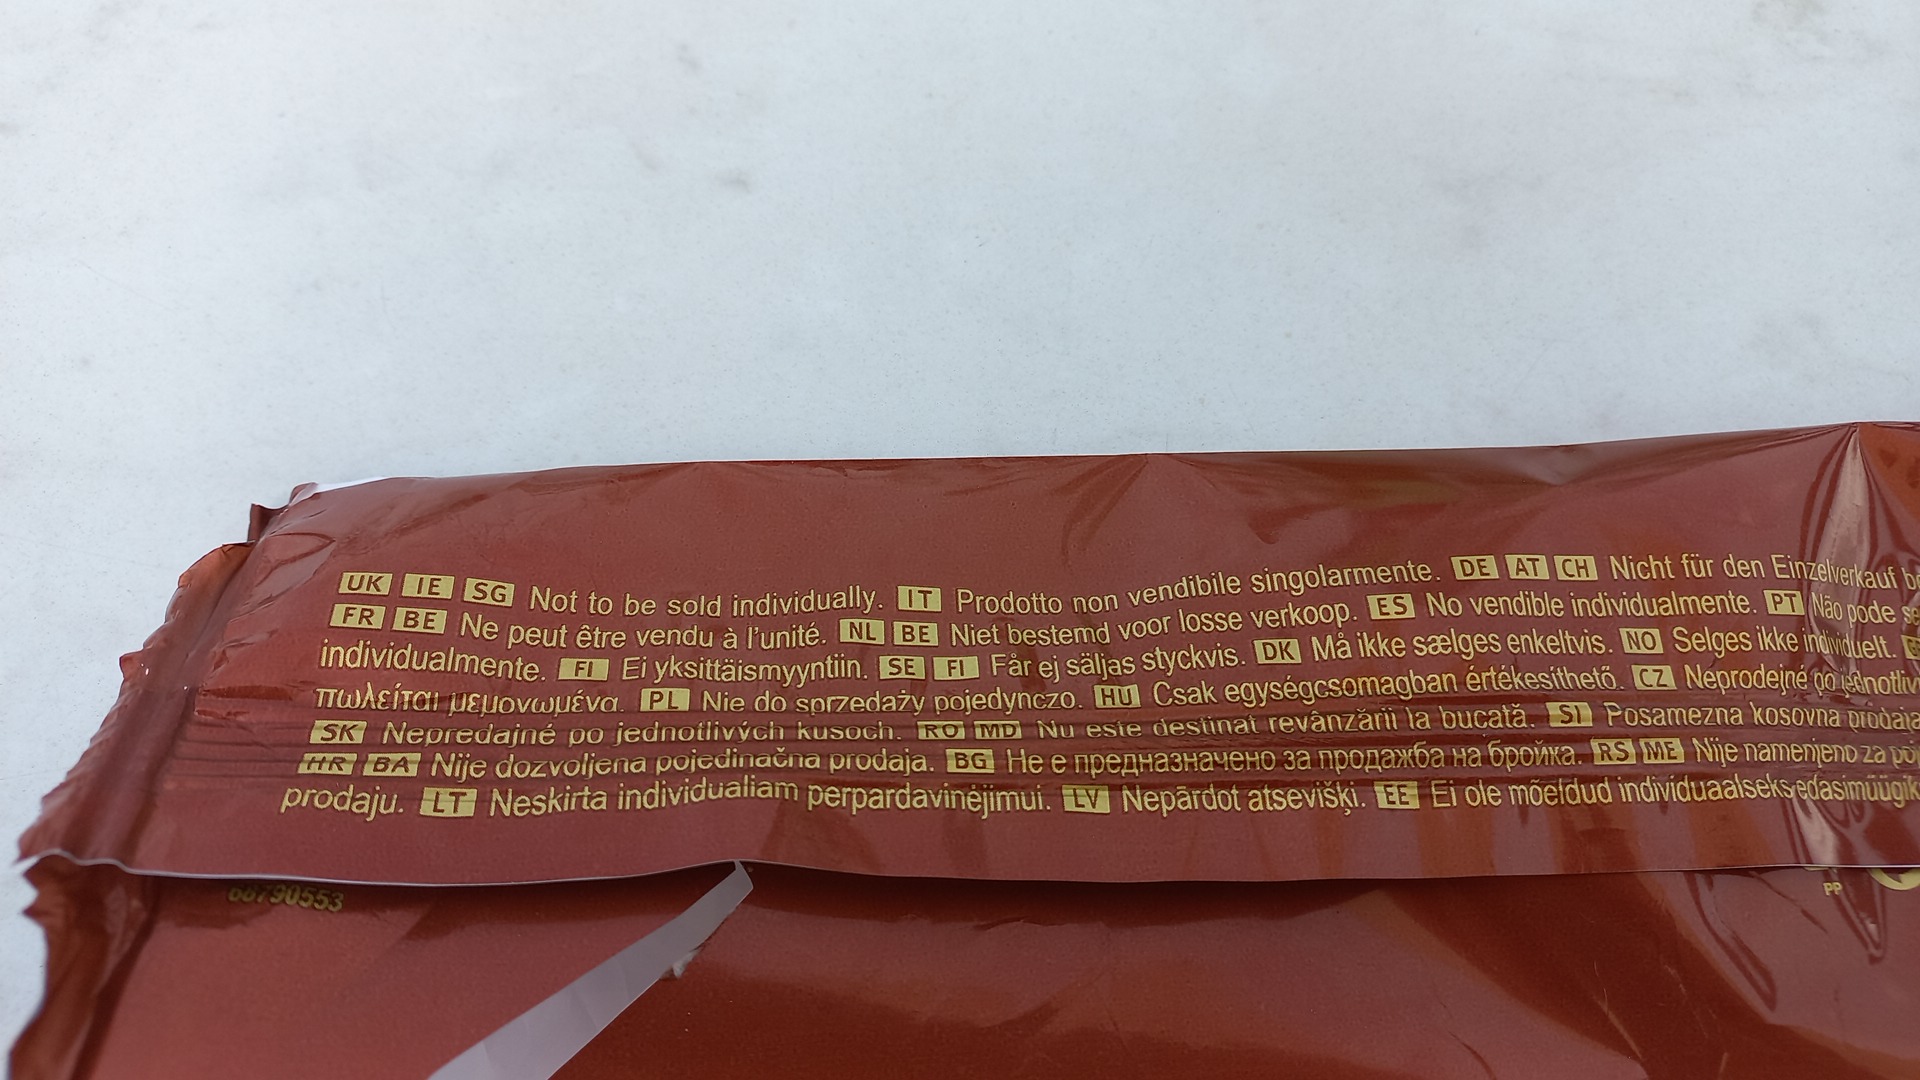 UK IE SG Not to be sold individually. IT Prodotto non vendibile singolarmente. DE AT CH Nicht für den Einzelverkauf
FR BE Ne peut être vendu à l'unité. NL BE Niet bestemd voor losse verkoop. ES No vendible individualmente. PT Não pode
individualmente. FI Ei yksittäismyyntiin. SE FI Får ej säljas styckvis. DK Må ikke sælges enkeltvis. NO Selges ikke individuelt.
πωλείται μεμονωμένα. PL Nie do sprzedaży pojedynczo. HU Csak egységcsomagban értékesíthető. CZ Neprodejné po
SK Nepredajné po jednotlivých kusoch. RO MD Nu este destinat revânzării la bucată. SI Posamezna kosovna prodaja
HR BA Nije dozvoljena pojedinačna prodaja. BG Не е предназначено за продажба на бройка. RS ME Nije namenjeno za
prodaju. LT Neskirta individualiam perpardavinėjimui. LV Nepārdot atsevišķi. EE Ei ole mõeldud individuaalseks
68790553
PP